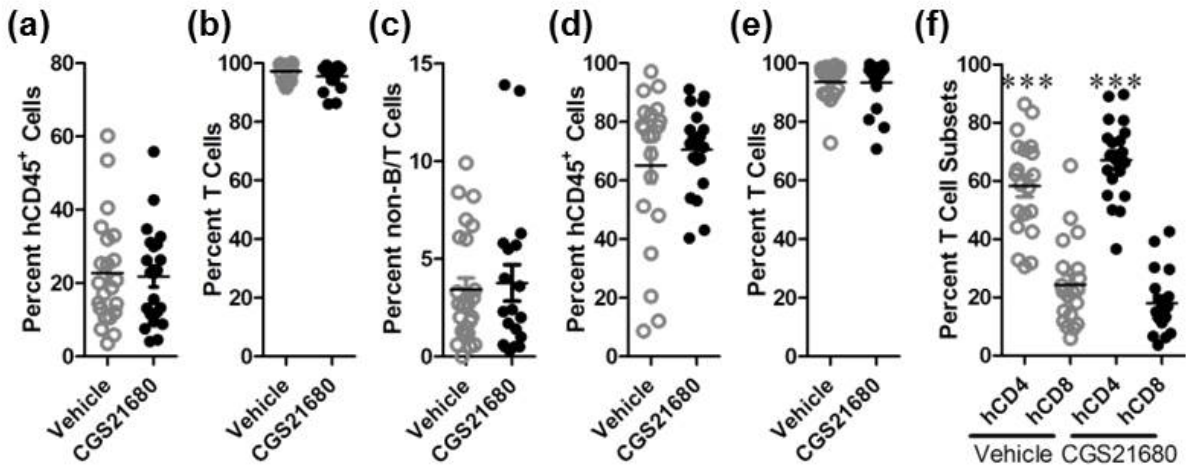 (a)
Percent hCD45+ Cells
80
60
40
20
0
Vehicle
CGS21680
(b)
Percent T Cells
100
80
60
40
20
0
Vehicle
CGS21680
(c)
Percent non-B/T Cells
15
10
5
0
Vehicle
CGS21680
(d)
Percent hCD45+ Cells
100
80
60
40
20
0
Vehicle
CGS21680
(e)
Percent T Cells
100
80
60
40
20
0
Vehicle
CGS21680
(f)
Percent T Cell Subsets
100
80
60
40
20
0
*** ***
hCD4
hCD8
hCD4
hCD8
Vehicle CGS21680